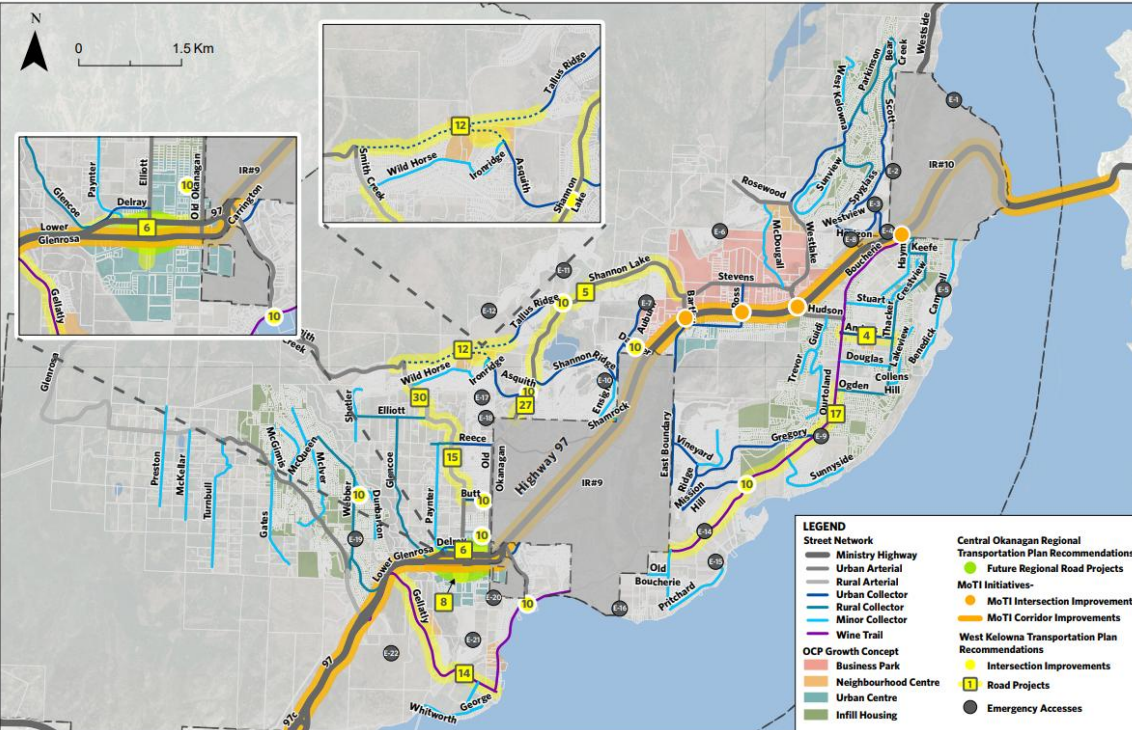 N
0 1.5 Km
Tallus Ridge
12
Smith Creek
Wild Horse
Ironridge
Asquith
Shannon Lake
Glencoe
Paynter
Elliott
Old Okanagan
IR#9
10
Delray
6
97
Carrington
Lower
Glenrosa
Gellatly
10
Westside
Bear Creek
Parkinson
West Kelowna
Scott
E-1
IR#10
E-2
Sunview
Spyglass
Rosewood
Westview
E-3
E-4
E-8
Boucherie
E-6
McDougall
Westlake
Haym
Keefe
Crestview
Campbell
E-5
E-11
Shannon Lake
Stevens
Ross
5
Tallus Ridge
10
E-12
E-7
Auburn
Hudson
Stuart
Thacker
4
Guidi
Trevor
Douglas
Lakeview
Benedick
Collens
Hill
Ogden
Ourtoland
17
12
Wild Horse
Ironridge
Asquith
Shannon Ridge
10
E-10
Ensign
Shamrock
10
27
E-17
E-18
30
Creek
Glenrosa
Shetler
Elliott
Reece
15
Old Okanagan
Highway 97
IR#9
East Boundary
Vineyard
Gregory
E-9
Ridge
Mission Hill
10
Sunnyside
Preston
McKellar
Turnbull
Gates
McGinnis
McQueen
McIver
Webber
10
Dunbarton
Glencoe
Paynter
Butt
10
10
E-19
Delray
6
Lower Glenrosa
8
E-20
10
E-14
E-15
Old
Boucherie
Pritchard
E-16
Gellatly
E-21
E-22
14
97
97c
Whitworth
George
LEGEND
Street Network
Ministry Highway
Urban Arterial
Rural Arterial
Urban Collector
Rural Collector
Minor Collector
Wine Trail
OCP Growth Concept
Business Park
Neighbourhood Centre
Urban Centre
Infill Housing
Central Okanagan Regional
Transportation Plan Recommendations
Future Regional Road Projects
MoTI Initiatives-
MoTI Intersection Improvement
MoTI Corridor Improvements
West Kelowna Transportation Plan
Recommendations
Intersection Improvements
1 Road Projects
Emergency Accesses